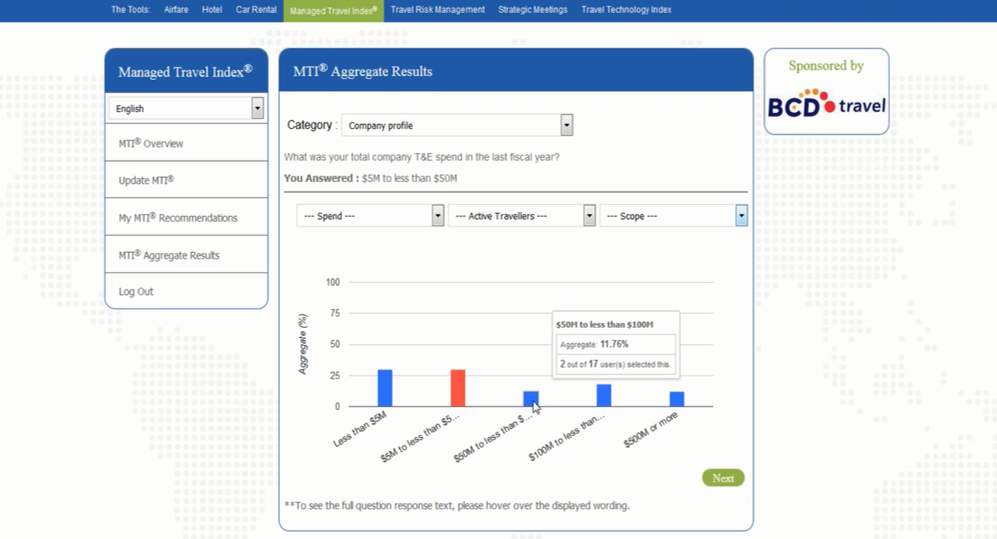 The Tools: Airfare Hotel Car Rental Managed Travel Index® Travel Risk Management Strategic Meetings Travel Technology Index
Managed Travel Index®
English
MTI® Overview
Update MTI®
My MTI® Recommendations
MTI® Aggregate Results
Log Out
MTI® Aggregate Results
Category : Company profile
What was your total company T&E spend in the last fiscal year?
You Answered : $5M to less than $50M
--- Spend --- --- Active Travellers --- --- Scope ---
Aggregate (%)
100
75
50
25
0
$50M to less than $100M
Aggregate: 11.76%
2 out of 17 user(s) selected this.
Less than $5M
$5M to less than $5...
$50M to less than $...
$100M to less than...
$500M or more
Next
**To see the full question response text, please hover over the displayed wording.
Sponsored by
BCD travel